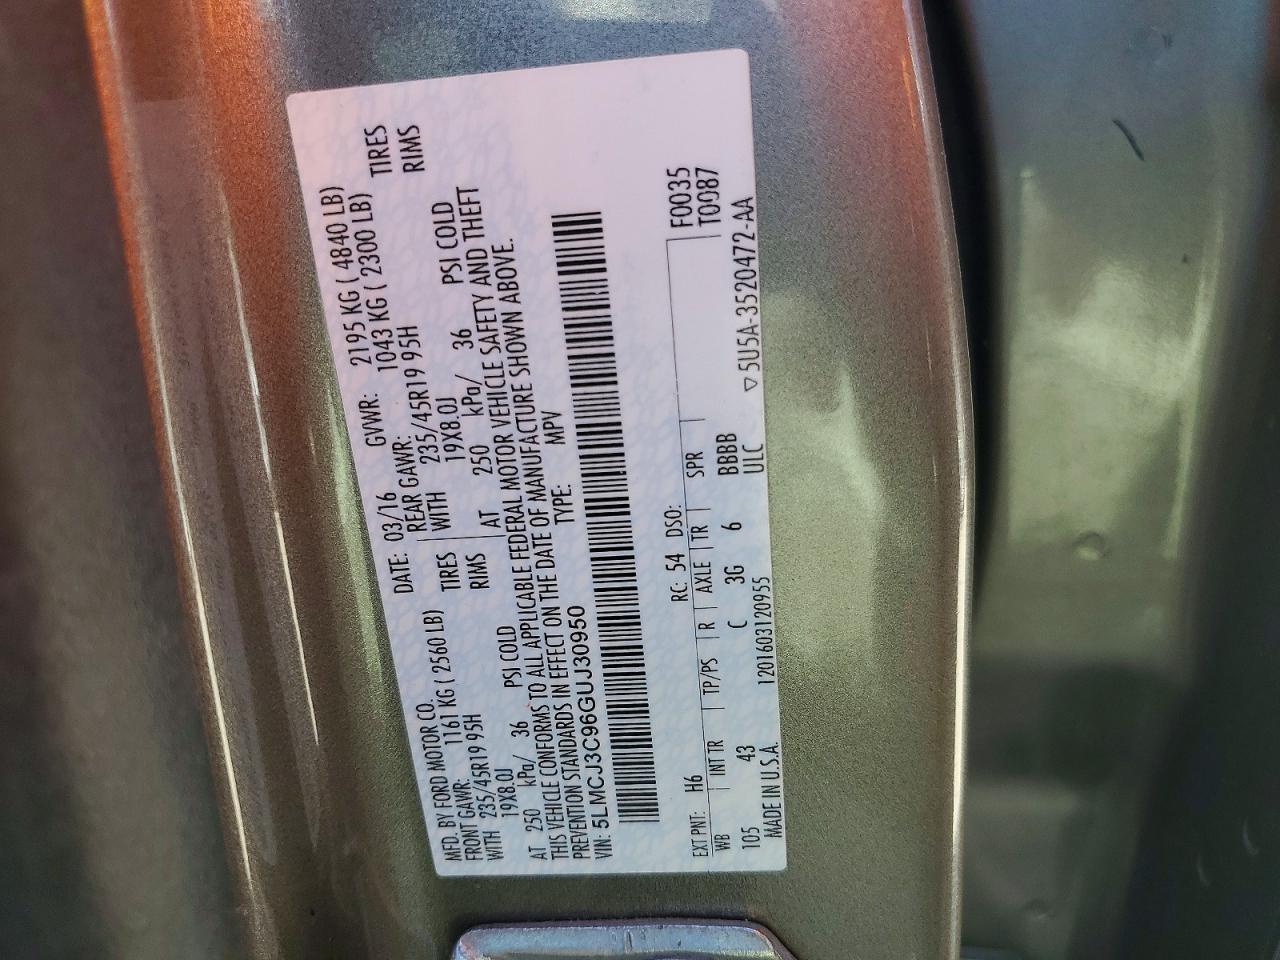 MFD. BY FORD MOTOR CO.
DATE: 03/16 GVWR: 2195 KG ( 4840 LB)
FRONT GAWR: 1161 KG ( 2560 LB) REAR GAWR: 1043 KG ( 2300 LB)
WITH 235/45R19 95H TIRES WITH 235/45R19 95H TIRES
19X8.0J RIMS 19X8.0J RIMS
AT 250 kPa/ 36 PSI COLD AT 250 kPa/ 36 PSI COLD
THIS VEHICLE CONFORMS TO ALL APPLICABLE FEDERAL MOTOR VEHICLE SAFETY AND THEFT
PREVENTION STANDARDS IN EFFECT ON THE DATE OF MANUFACTURE SHOWN ABOVE.
VIN: 5LMCJ3C96GUJ30950 TYPE: MPV
EXT PNT: H6 RC: 54 DSO: F0035
WB INT TR TP/PS R AXLE TR SPR T0087
105 43 C 3G 6 BBBB
MADE IN U.S.A. 1201603120955 ULC ▽5U5A-3520472-AA